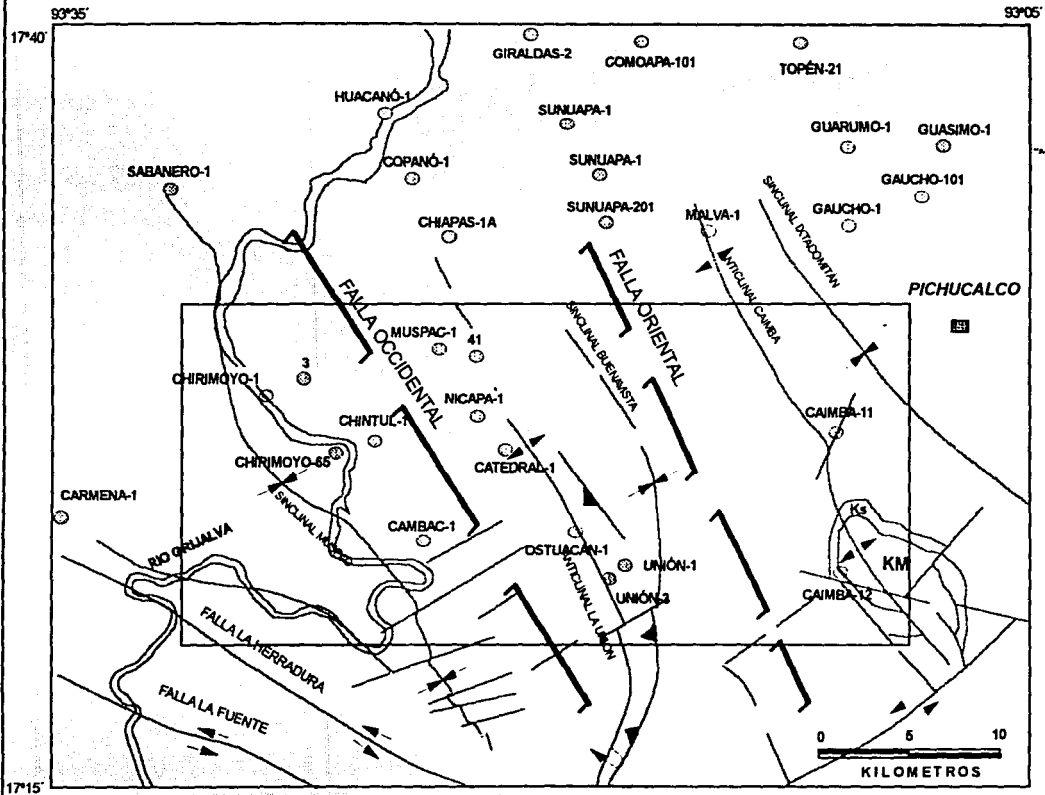 93°35'
93°05'
17°40'
GIRALDAS-2
COMOAPA-101
TOPÉN-21
HUACANÓ-1
SUNUAPA-1
GUARUMO-1
GUASIMO-1
SABANERO-1
COPANÓ-1
SUNUAPA-1
GAUCHO-101
SINCLINAL IXTACOMITÁN
CHIAPAS-1A
SUNUAPA-201
MALVA-1
GAUCHO-1
FALLA OCCIDENTAL
FALLA ORIENTAL
ANTICLINAL CAIMBA
PICHUCALCO
SINCLINAL BUENAVISTA
MUSPAC-1
41
3
CHIRIMOYO-1
NICAPA-1
CHINTUL-1
CAIMBA-11
CHIRIMOYO-65
CATEDRAL-1
SINCLINAL
CARMENA-1
CAMBAC-1
Ks
RIO GRIJALVA
OSTUACÁN-1
UNIÓN-1
KM
ANTICLINAL LA UNIÓN
UNIÓN-3
CAIMBA-12
FALLA LA HERRADURA
FALLA LA FUENTE
0 5 10
KILOMETROS
17°15'